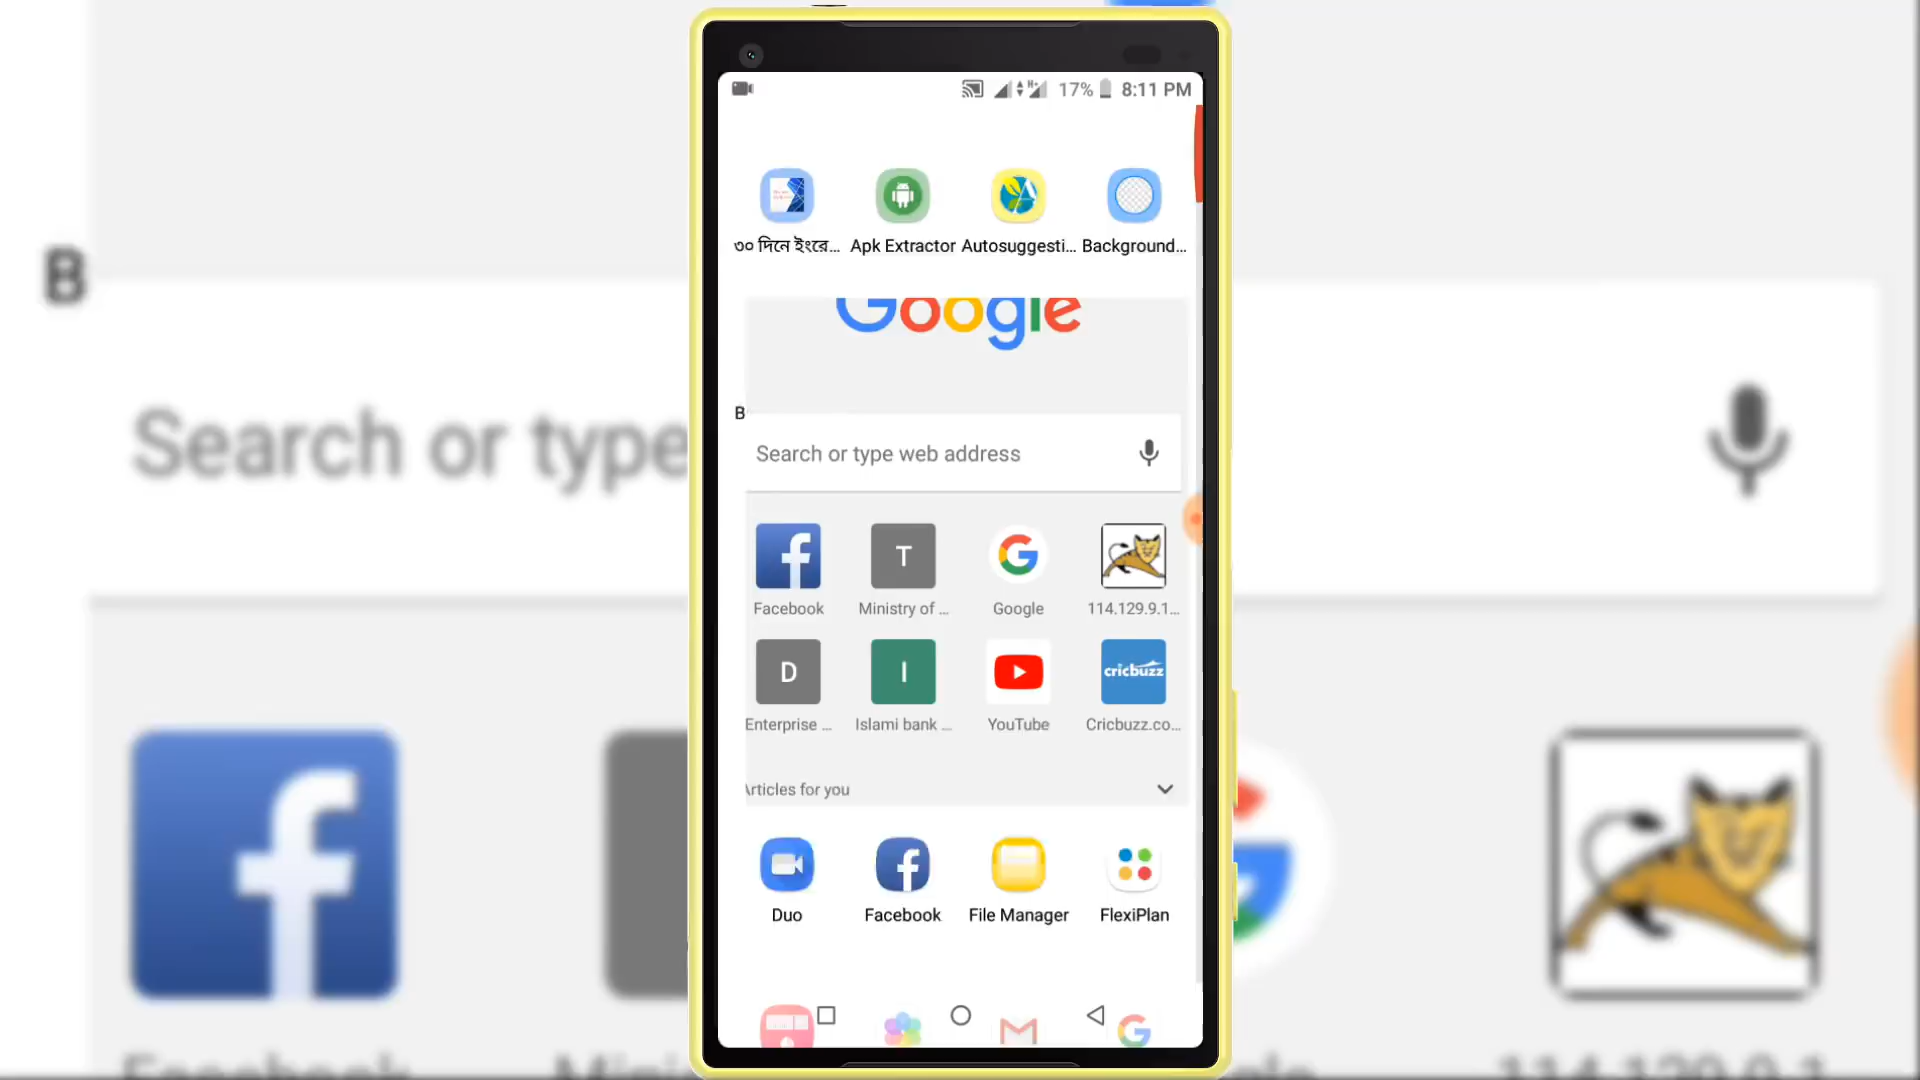 17% 8:11 PM
৩০ দিনে ইংরে... Apk Extractor Autosuggesti... Background...
Google
B
Search or type web address
T
Facebook Ministry of ... Google 114.129.9.1...
D I cricbuzz
Enterprise ... Islami bank ... YouTube Cricbuzz.co...
Articles for you
Duo Facebook File Manager FlexiPlan
B
Search or type